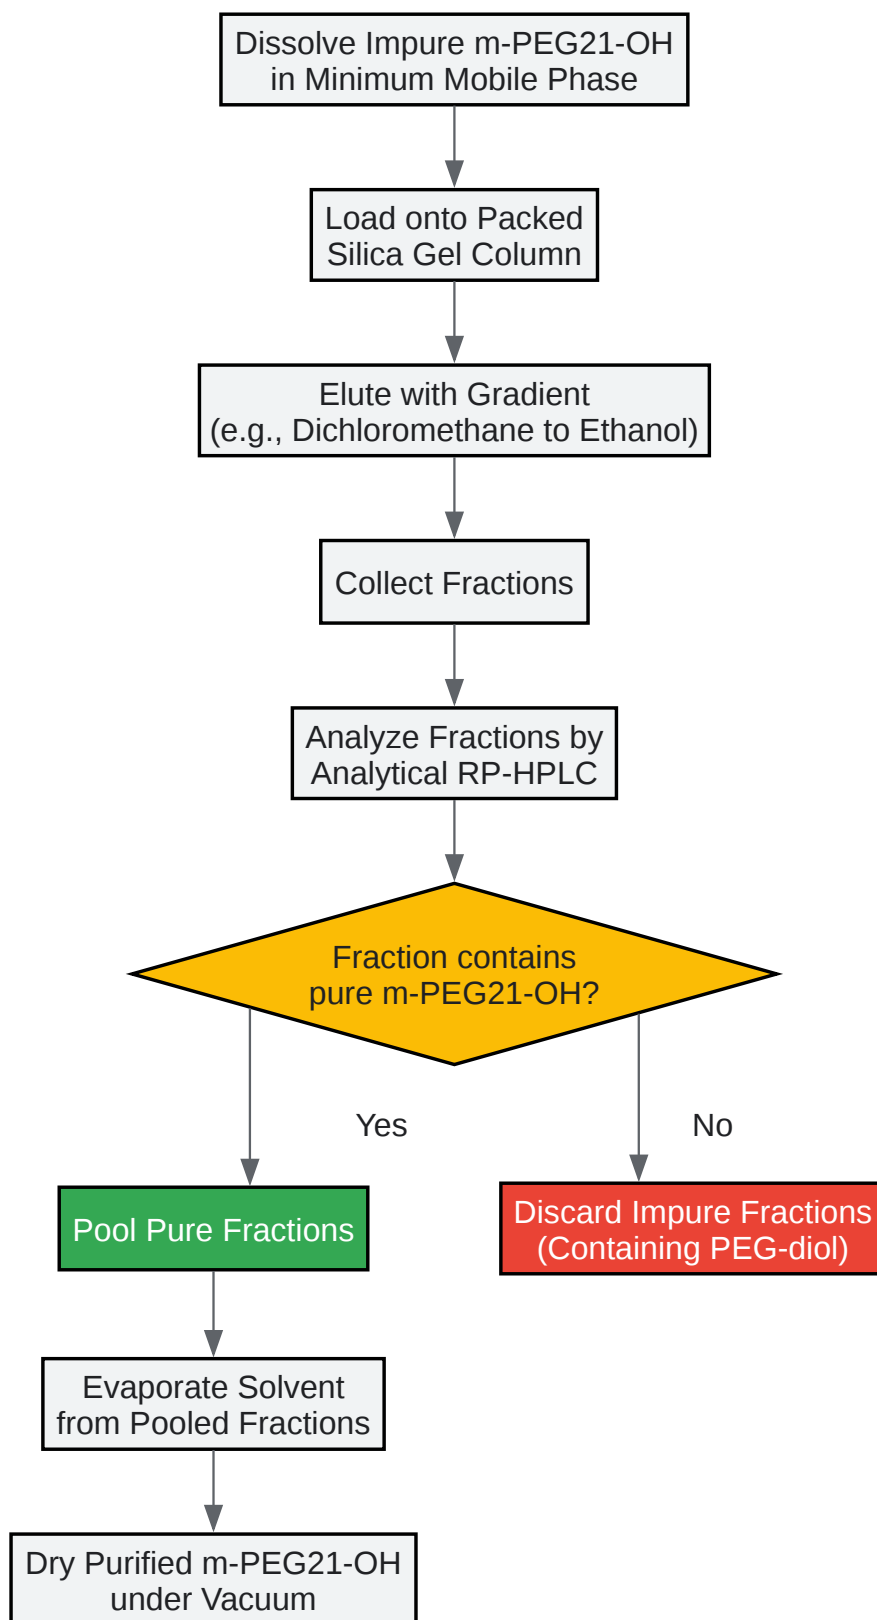 Dissolve Impure m-PEG21-OH
in Minimum Mobile Phase
Load onto Packed
Silica Gel Column
Elute with Gradient
(e.g., Dichloromethane to Ethanol)
Collect Fractions
Analyze Fractions by
Analytical RP-HPLC
Fraction contains
pure m-PEG21-OH?
Yes
No
Pool Pure Fractions
Discard Impure Fractions
(Containing PEG-diol)
Evaporate Solvent
from Pooled Fractions
Dry Purified m-PEG21-OH
under Vacuum